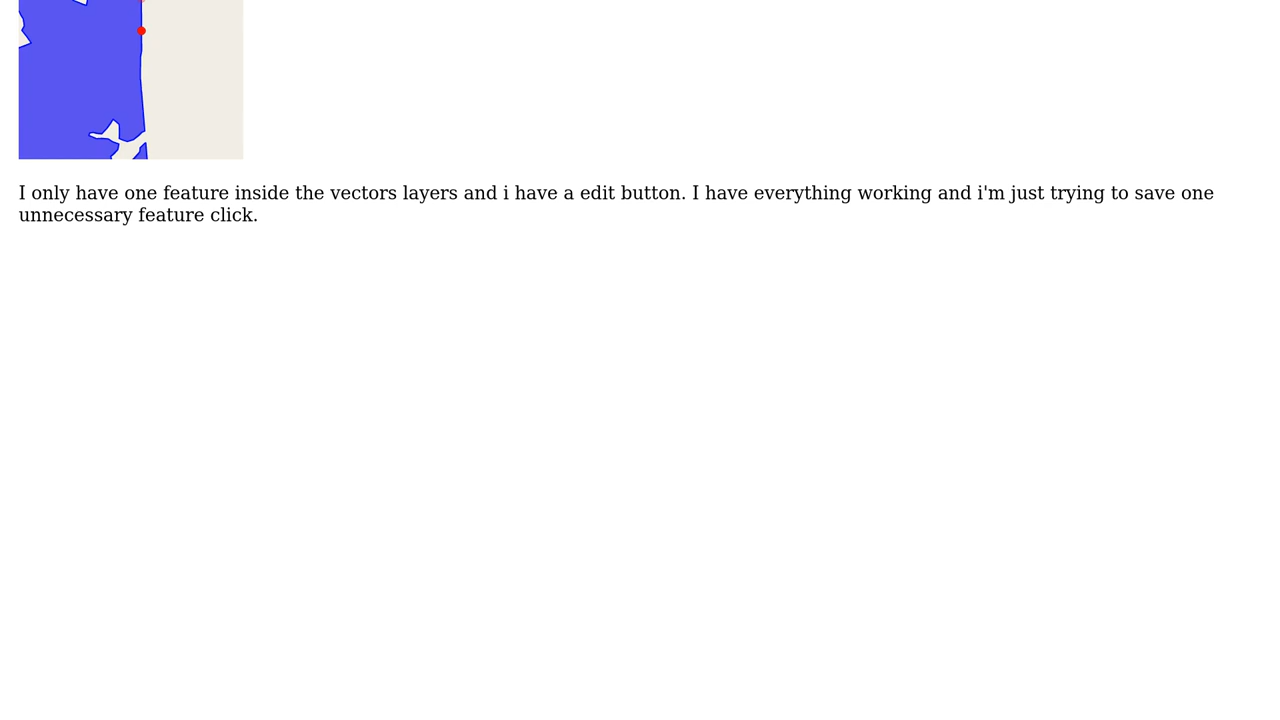 I only have one feature inside the vectors layers and i have a edit button. I have everything working and i'm just trying to save one
unnecessary feature click.